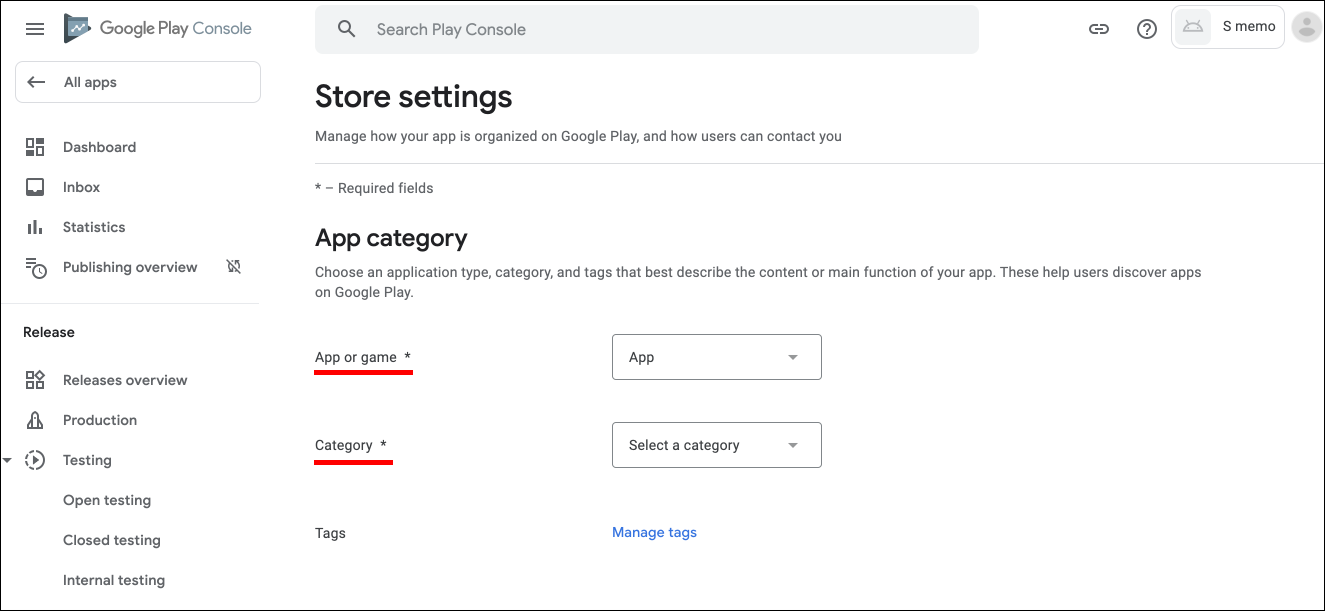 Google Play Console
Search Play Console
S memo
All apps
Dashboard
Inbox
Statistics
Publishing overview
Release
Releases overview
Production
Testing
Open testing
Closed testing
Internal testing
Store settings
Manage how your app is organized on Google Play, and how users can contact you
* – Required fields
App category
Choose an application type, category, and tags that best describe the content or main function of your app. These help users discover apps
on Google Play.
App or game *
App
Category *
Select a category
Tags
Manage tags